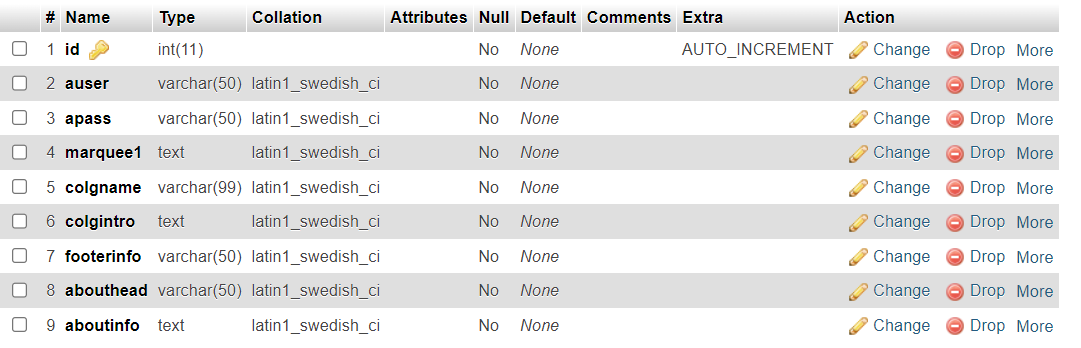 # Name Type Collation Attributes Null Default Comments Extra Action
1 id int(11) No None AUTO_INCREMENT Change Drop More
2 auser varchar(50) latin1_swedish_ci No None Change Drop More
3 apass varchar(50) latin1_swedish_ci No None Change Drop More
4 marquee1 text latin1_swedish_ci No None Change Drop More
5 colgname varchar(99) latin1_swedish_ci No None Change Drop More
6 colgintro text latin1_swedish_ci No None Change Drop More
7 footerinfo varchar(50) latin1_swedish_ci No None Change Drop More
8 abouthead varchar(50) latin1_swedish_ci No None Change Drop More
9 aboutinfo text latin1_swedish_ci No None Change Drop More